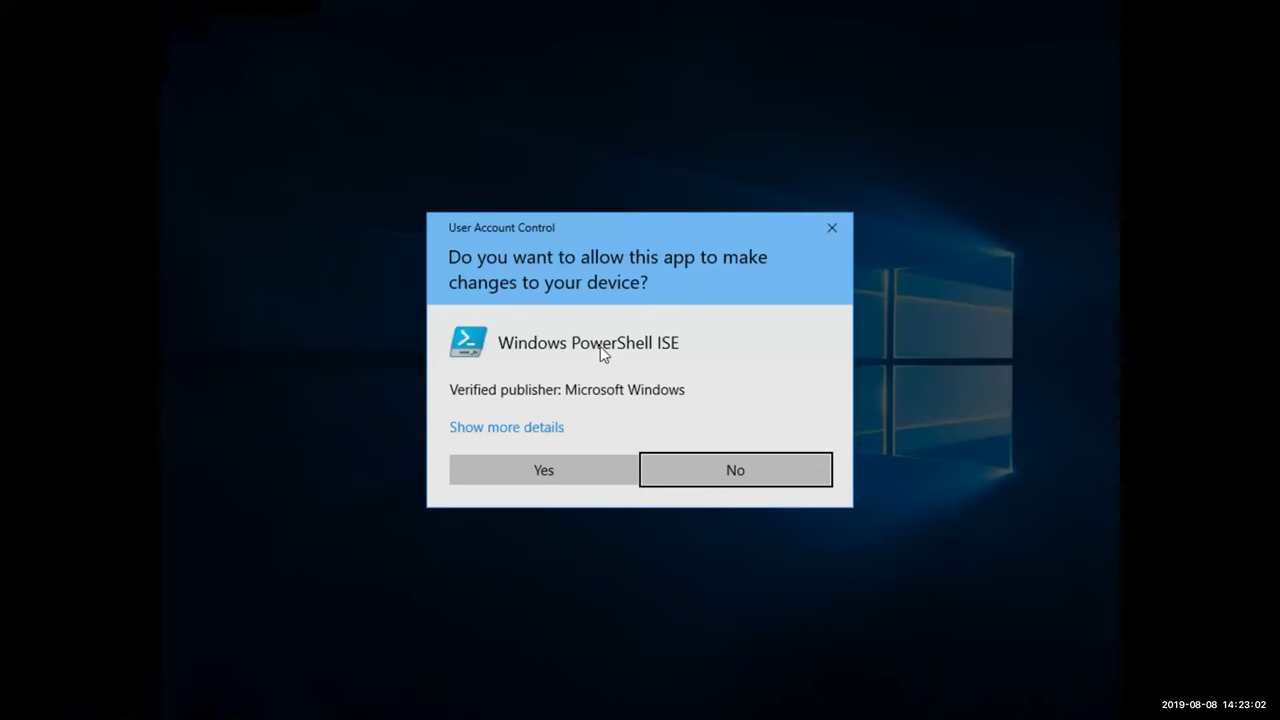 User Account Control
Do you want to allow this app to make
changes to your device?
Windows PowerShell ISE
Verified publisher: Microsoft Windows
Show more details
Yes No
2019-08-08 14:23:02